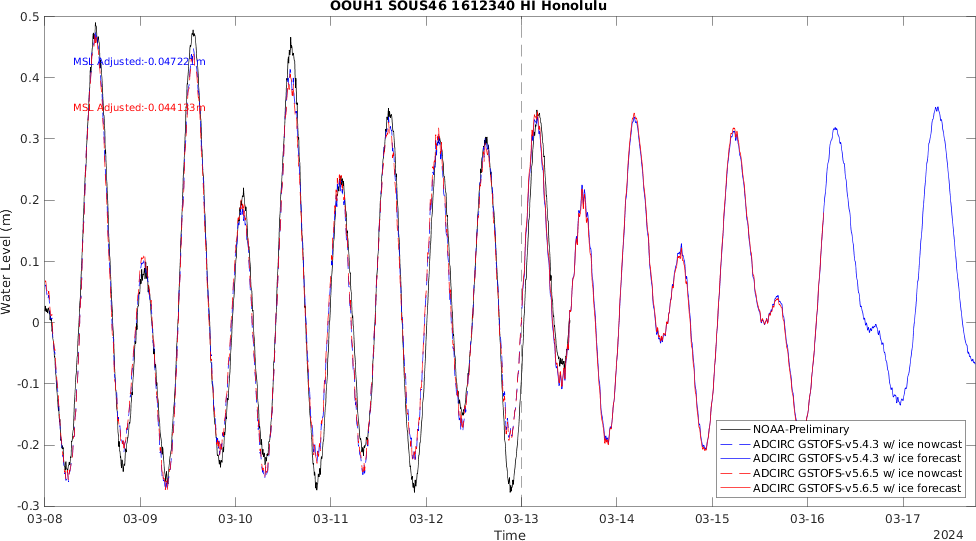 OOUH1 SOUS46 1612340 HI Honolulu
MSL Adjusted:-0.047221m
MSL Adjusted:-0.044133m
Water Level (m)
0.5
0.4
0.3
0.2
0.1
0
-0.1
-0.2
-0.3
NOAA-Preliminary
ADCIRC GSTOFS-v5.4.3 w/ ice nowcast
ADCIRC GSTOFS-v5.4.3 w/ ice forecast
ADCIRC GSTOFS-v5.6.5 w/ ice nowcast
ADCIRC GSTOFS-v5.6.5 w/ ice forecast
03-08 03-09 03-10 03-11 03-12 03-13 03-14 03-15 03-16 03-17
Time
2024